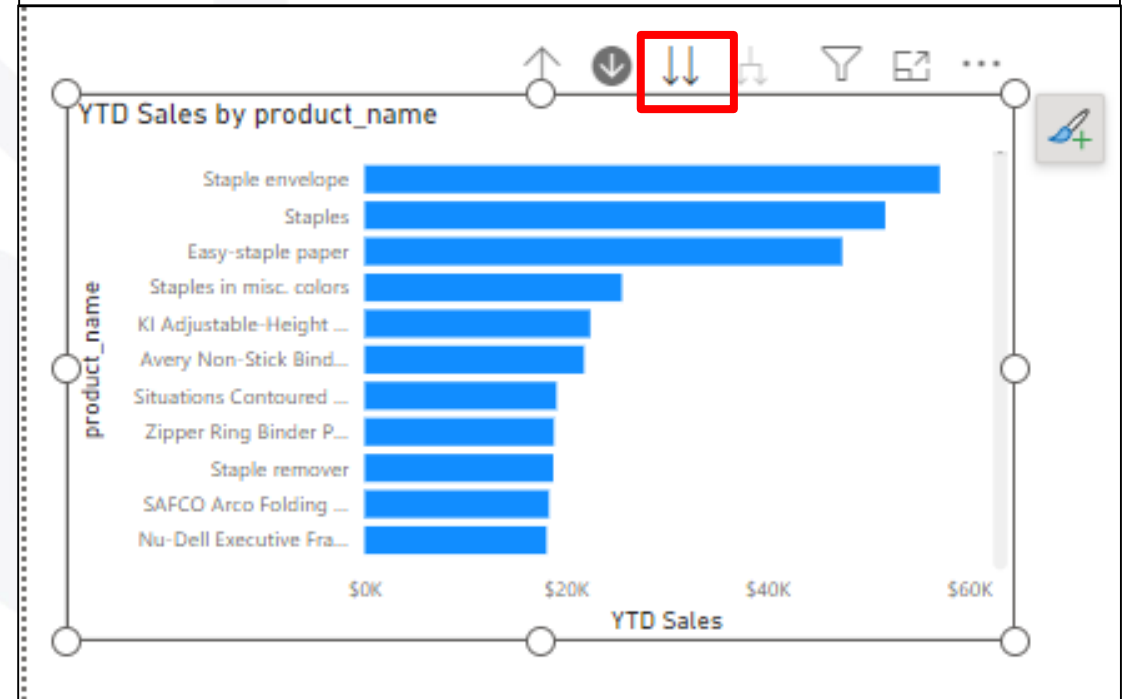 YTD Sales by product_name
Staple envelope
Staples
Easy-staple paper
Staples in misc. colors
KI Adjustable-Height ...
Avery Non-Stick Bind...
Situations Contoured ...
Zipper Ring Binder P...
Staple remover
SAFCO Arco Folding ...
Nu-Dell Executive Fra...
product_name
$0K $20K $40K $60K
YTD Sales